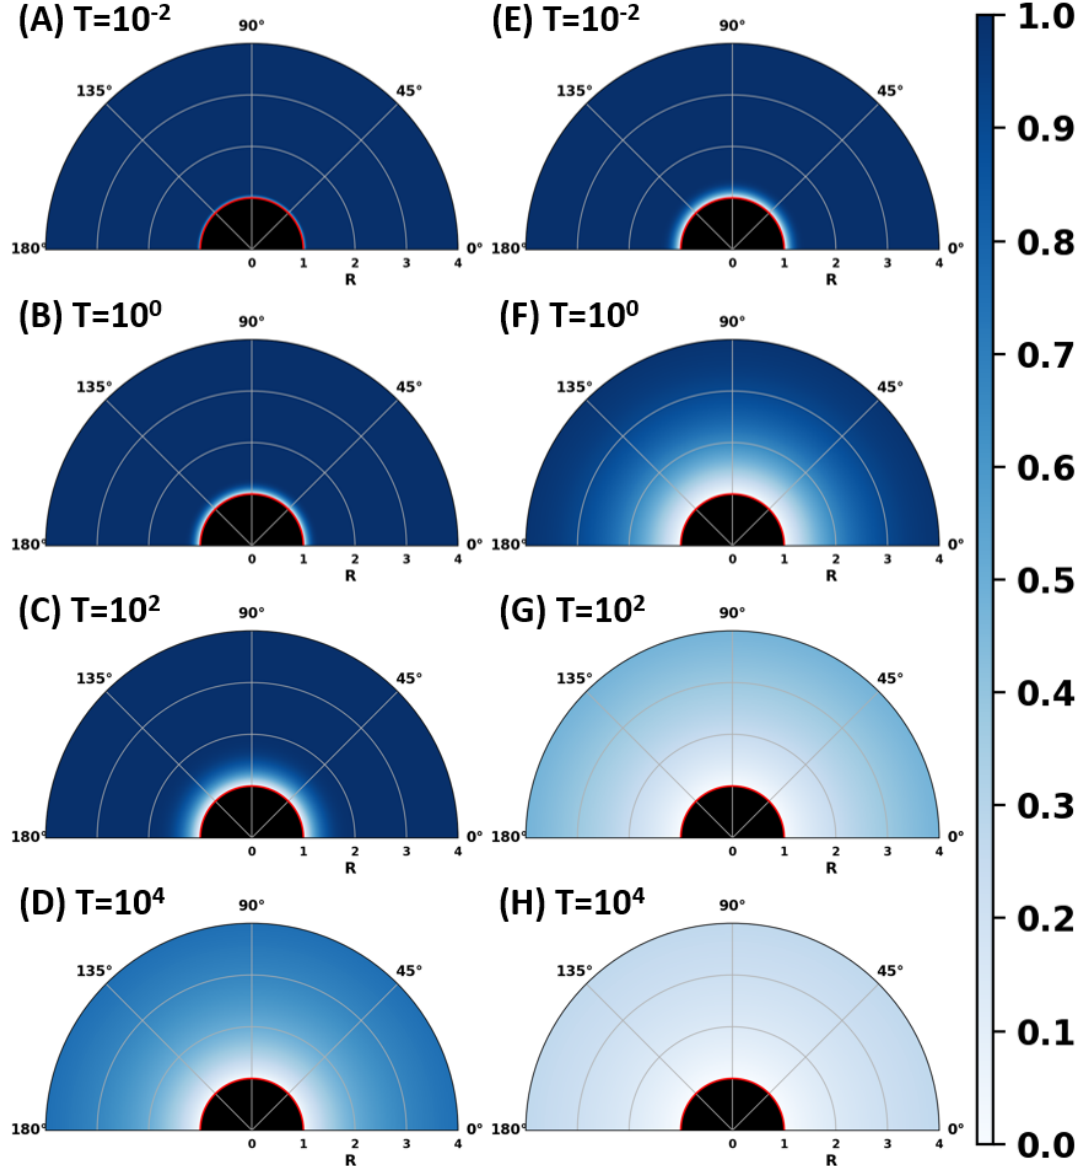 (A) T=10⁻²
90°
135°
45°
180°
0°
0 1 2 3 4
R
(E) T=10⁻²
90°
135°
45°
180°
0°
0 1 2 3 4
R
(B) T=10⁰
90°
135°
45°
180°
0°
0 1 2 3 4
R
(F) T=10⁰
90°
135°
45°
180°
0°
0 1 2 3 4
R
(C) T=10²
90°
135°
45°
180°
0°
0 1 2 3 4
R
(G) T=10²
90°
135°
45°
180°
0°
0 1 2 3 4
R
(D) T=10⁴
90°
135°
45°
180°
0°
0 1 2 3 4
R
(H) T=10⁴
90°
135°
45°
180°
0°
0 1 2 3 4
R
1.0
0.9
0.8
0.7
0.6
0.5
0.4
0.3
0.2
0.1
0.0